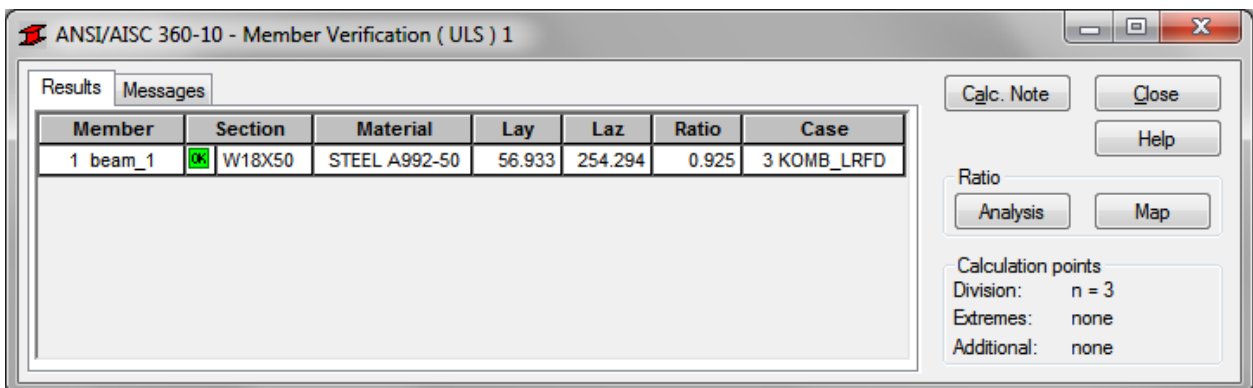 ANSI/AISC 360-10 - Member Verification ( ULS ) 1
Results Messages
Member Section Material Lay Laz Ratio Case
1 beam_1 OK W18X50 STEEL A992-50 56.933 254.294 0.925 3 KOMB_LRFD
Calc. Note Close
Help
Ratio
Analysis Map
Calculation points
Division: n = 3
Extremes: none
Additional: none